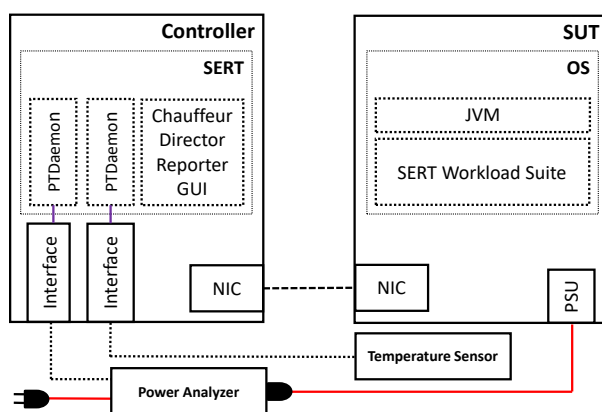 Controller
SERT
PTDaemon
PTDaemon
Chauffeur
Director
Reporter
GUI
Interface
Interface
NIC
SUT
OS
JVM
SERT Workload Suite
NIC
PSU
Temperature Sensor
Power Analyzer